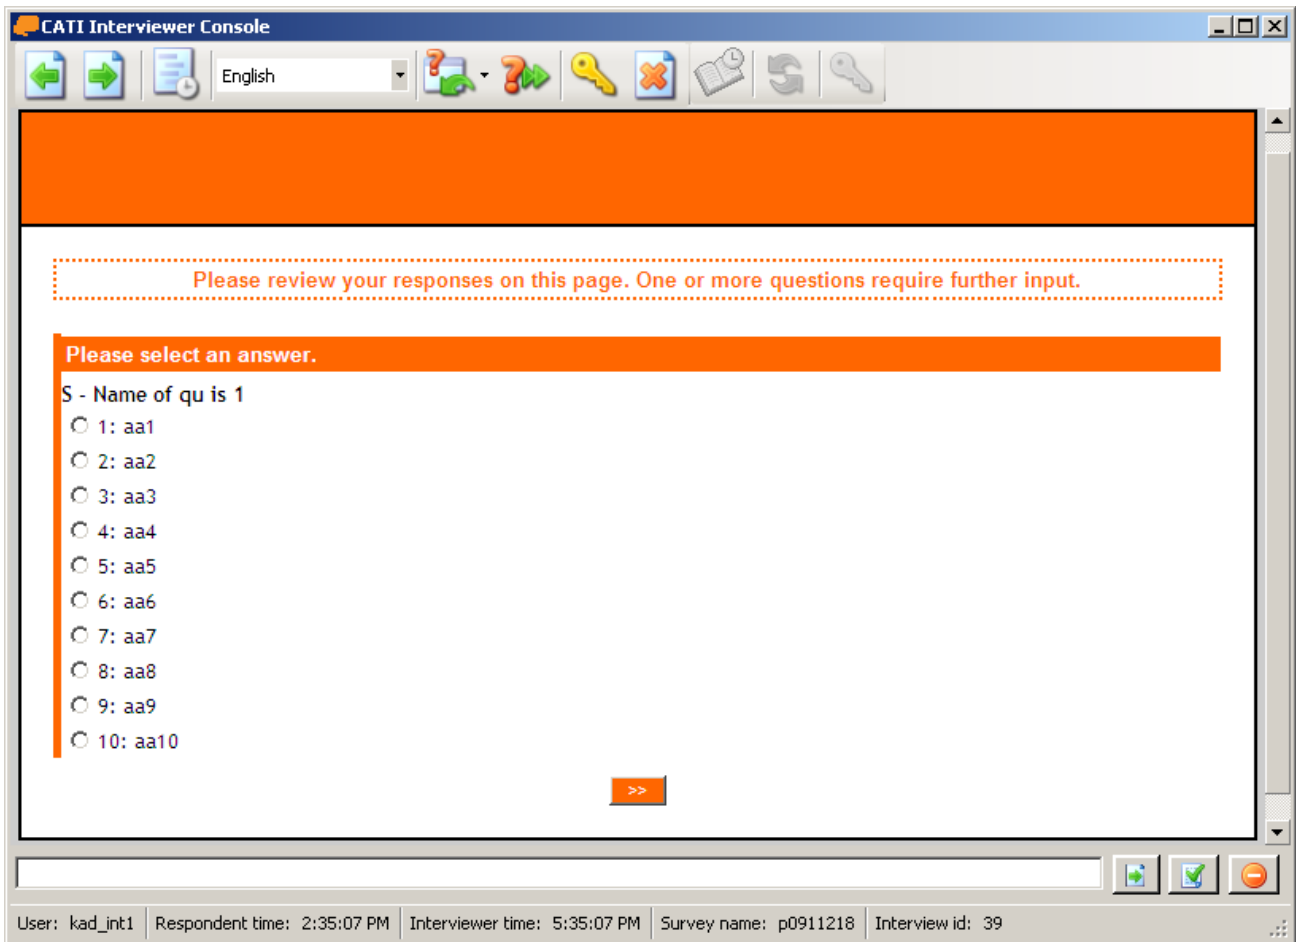 CATI Interviewer Console
English
Please review your responses on this page. One or more questions require further input.
Please select an answer.
S - Name of qu is 1
1: aa1
2: aa2
3: aa3
4: aa4
5: aa5
6: aa6
7: aa7
8: aa8
9: aa9
10: aa10
>>
User: kad_int1 Respondent time: 2:35:07 PM Interviewer time: 5:35:07 PM Survey name: p0911218 Interview id: 39